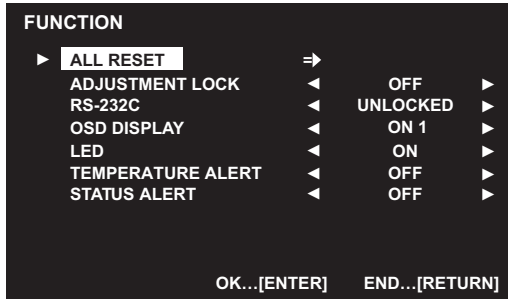 FUNCTION
ALL RESET
ADJUSTMENT LOCK OFF
RS-232C UNLOCKED
OSD DISPLAY ON 1
LED ON
TEMPERATURE ALERT OFF
STATUS ALERT OFF
OK…[ENTER] END…[RETURN]